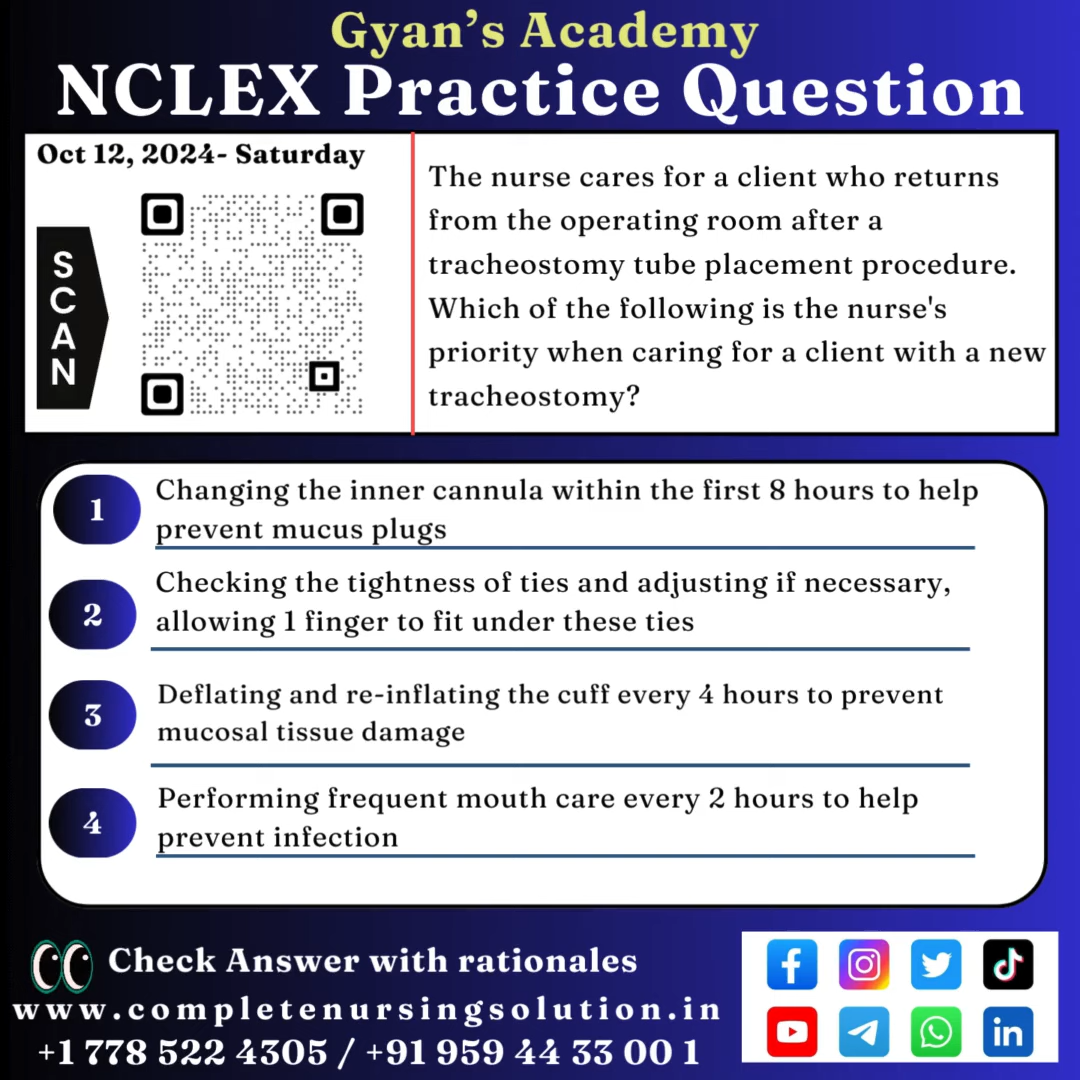 Gyan’s Academy
NCLEX Practice Question
Oct 12, 2024- Saturday
SCAN
The nurse cares for a client who returns
from the operating room after a
tracheostomy tube placement procedure.
Which of the following is the nurse's
priority when caring for a client with a new
tracheostomy?
1
Changing the inner cannula within the first 8 hours to help
prevent mucus plugs
2
Checking the tightness of ties and adjusting if necessary,
allowing 1 finger to fit under these ties
3
Deflating and re-inflating the cuff every 4 hours to prevent
mucosal tissue damage
4
Performing frequent mouth care every 2 hours to help
prevent infection
Check Answer with rationales
www.completenursingsolution.in
+1 778 522 4305 / +91 959 44 33 00 1